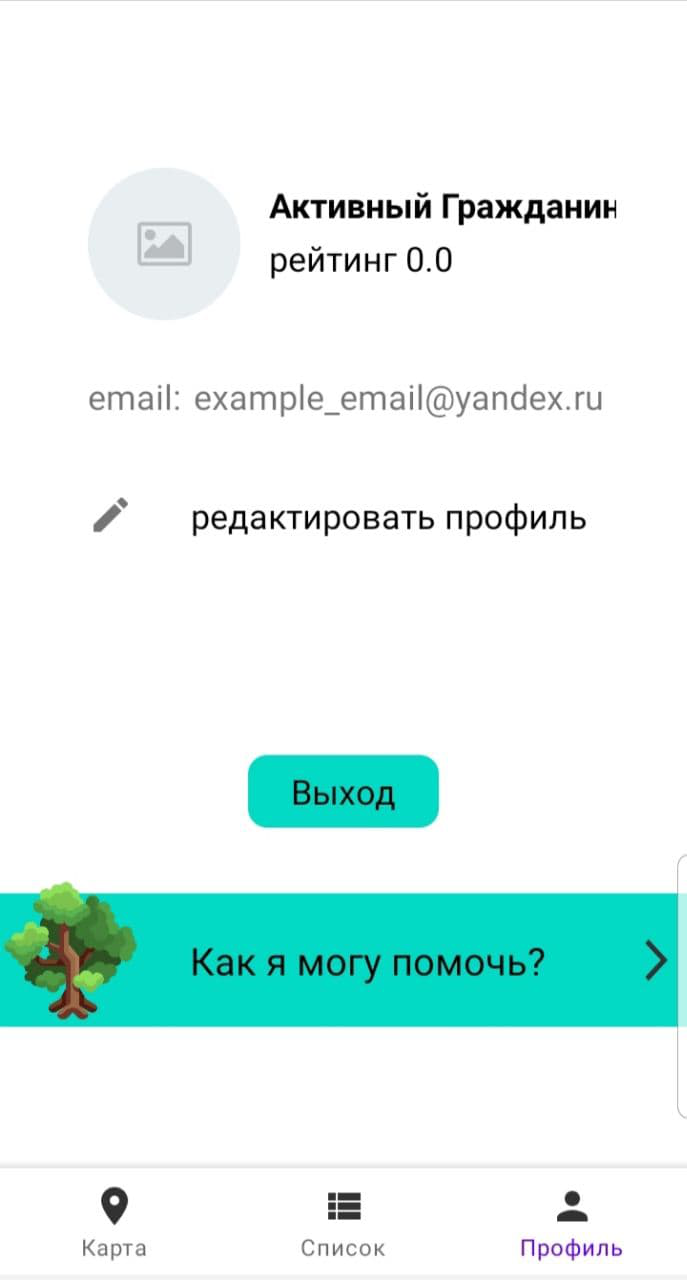 Активный Гражданин
рейтинг 0.0
email: example_email@yandex.ru
редактировать профиль
Выход
Как я могу помочь?
Карта
Список
Профиль